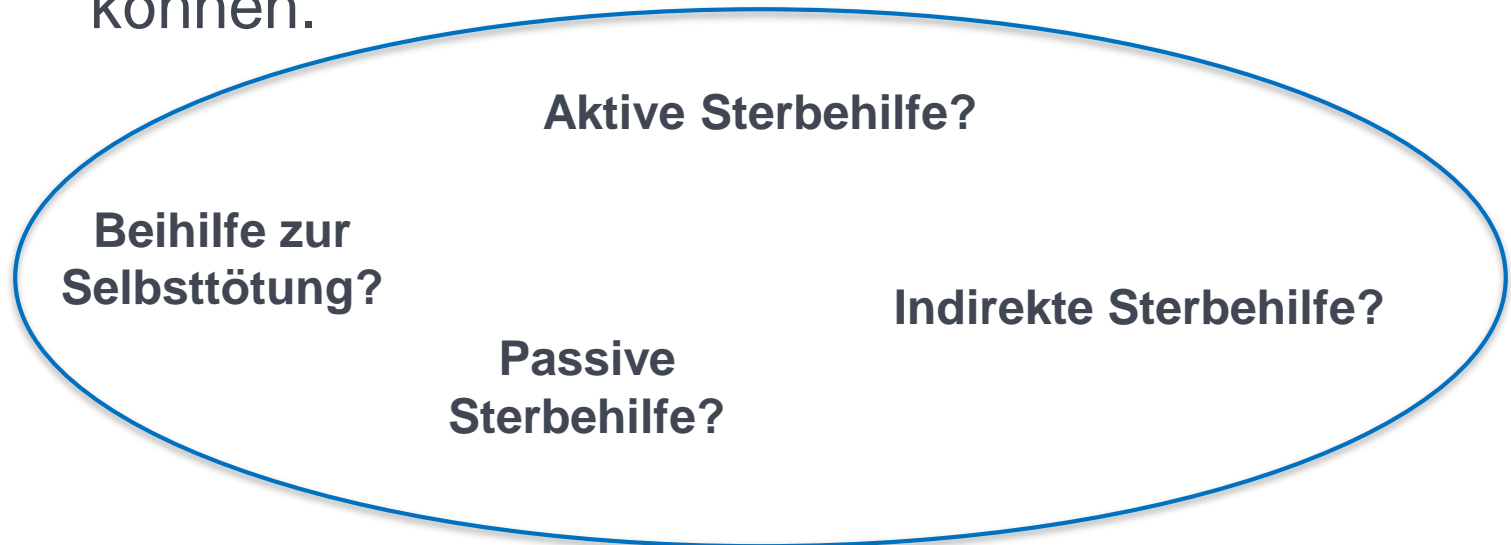 können.
Aktive Sterbehilfe?
Beihilfe zur
Selbsttötung?
Indirekte Sterbehilfe?
Passive
Sterbehilfe?